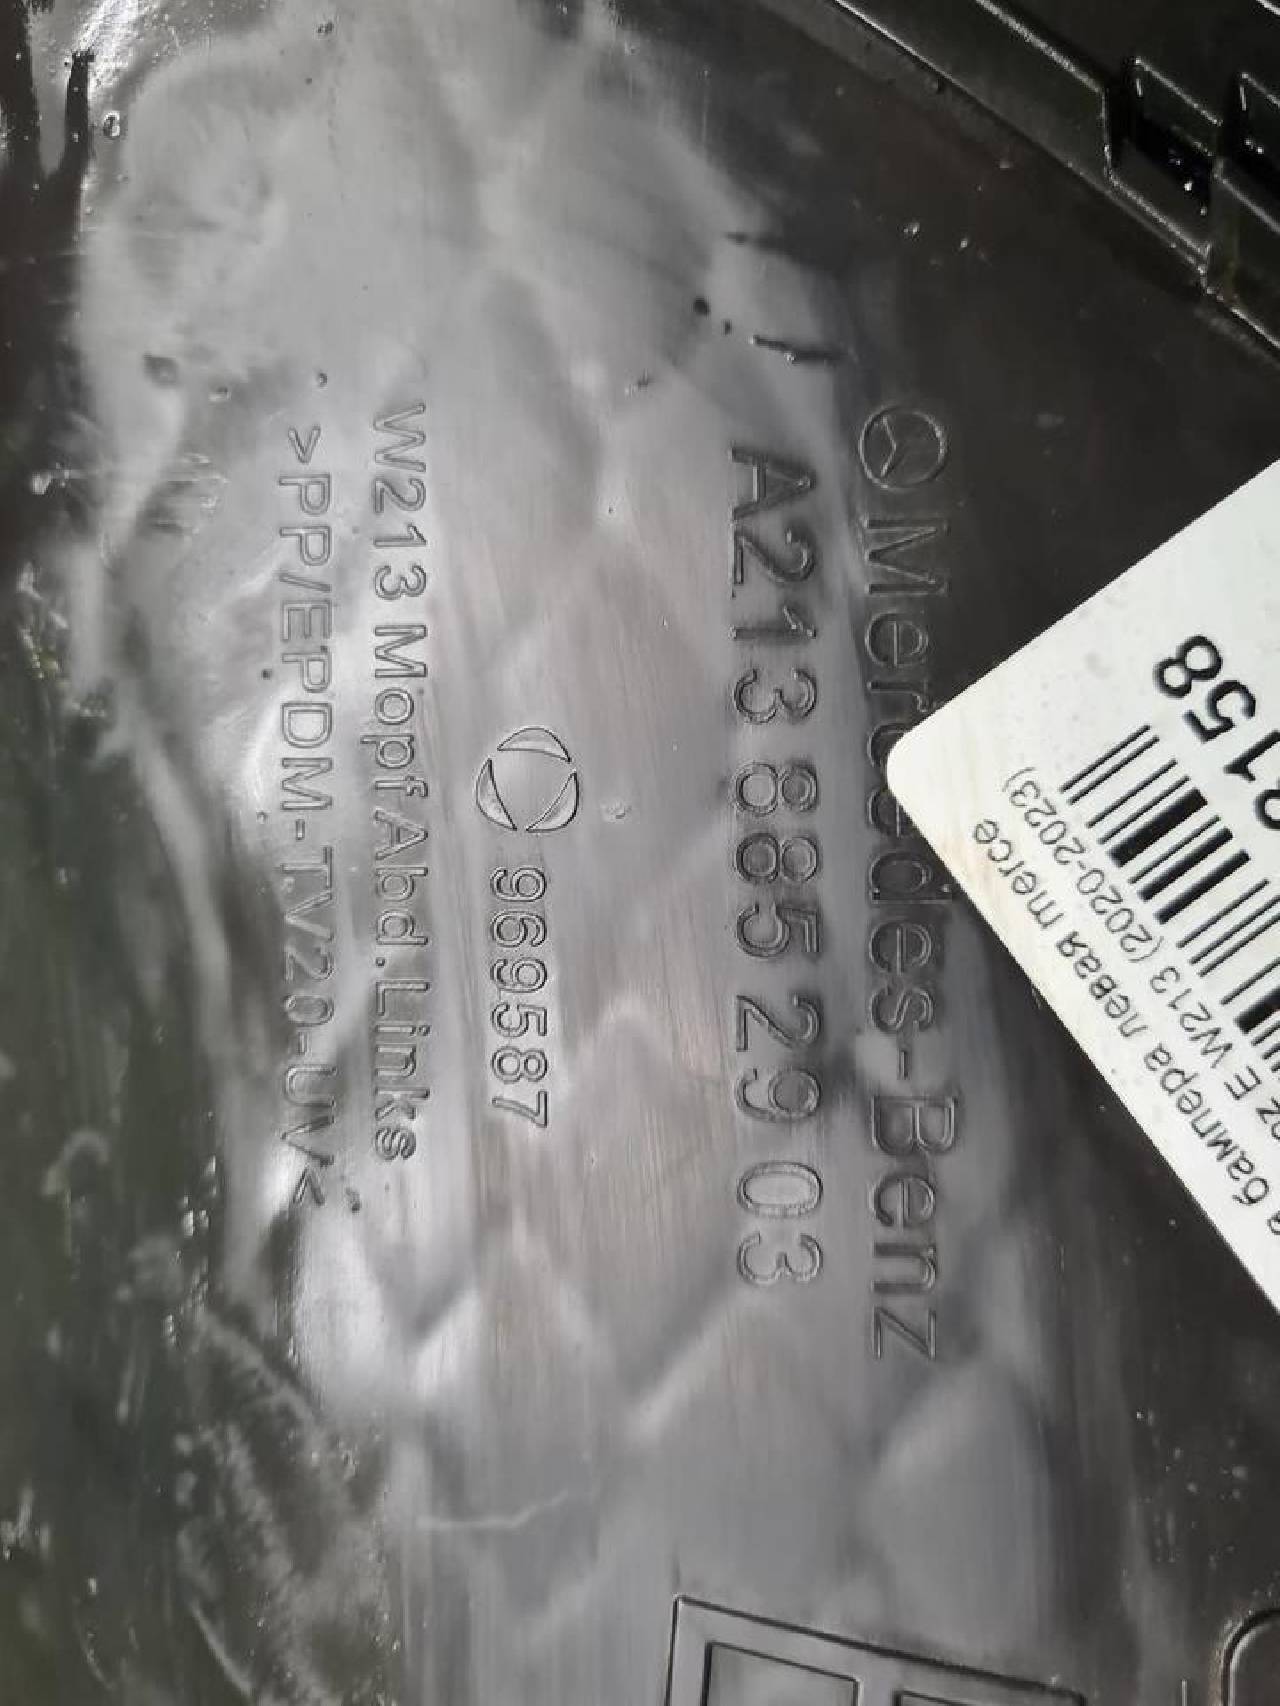 Mercedes-Benz
A213 885 29 03
969587
W213 Mopf Abd. Links
>PP/EPDM-TV20-UV<
158
бампера левая merce
E W213 (2020-2023)